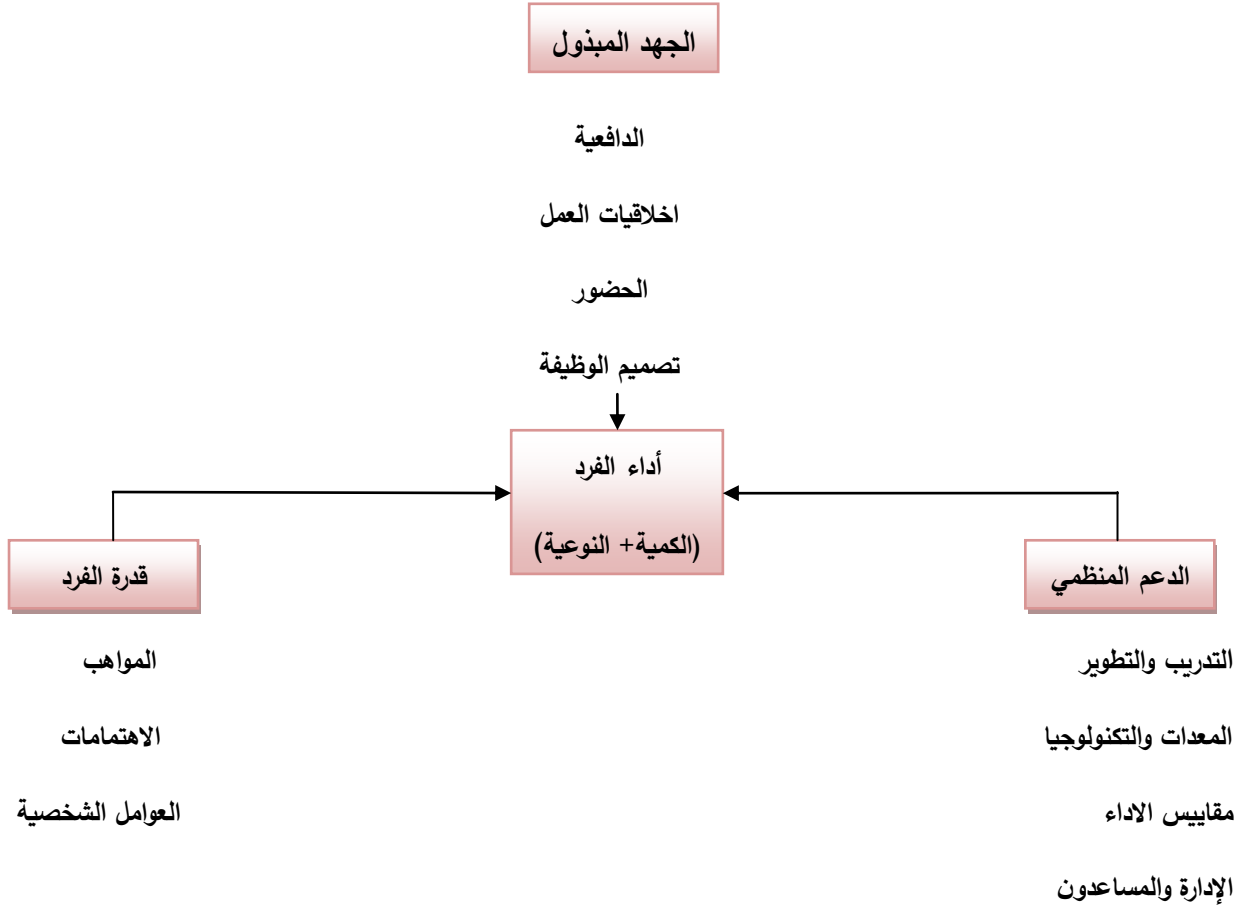 الجهد المبذول
الدافعية
اخلاقيات العمل
الحضور
تصميم الوظيفة
أداء الفرد
(الكمية+ النوعية)
الدعم المنظمي
التدريب والتطوير
المعدات والتكنولوجيا
مقاييس الاداء
الإدارة والمساعدون
قدرة الفرد
المواهب
الاهتمامات
العوامل الشخصية